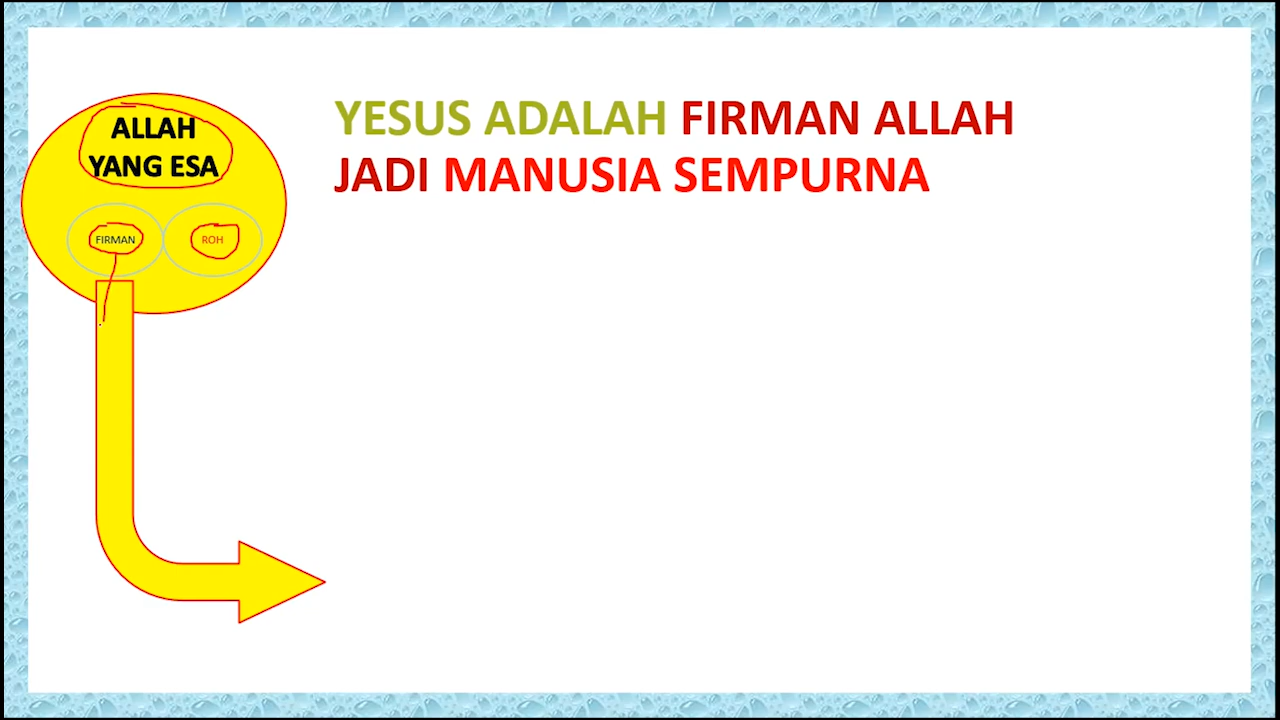 ALLAH
YANG ESA
FIRMAN
ROH
YESUS ADALAH FIRMAN ALLAH
JADI MANUSIA SEMPURNA